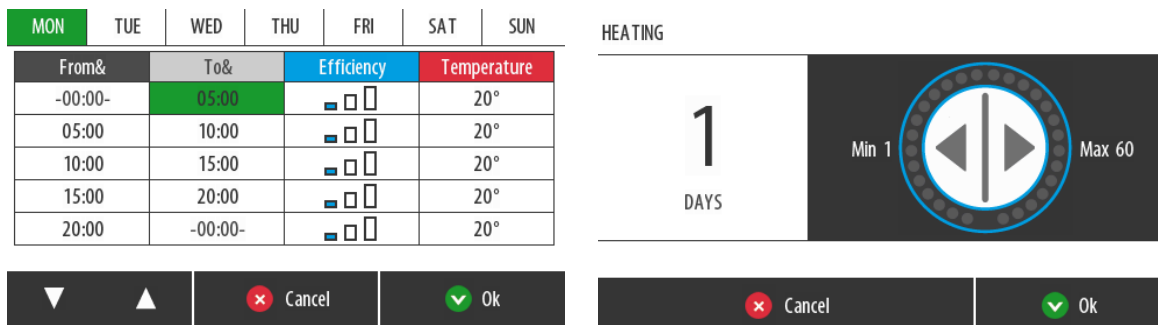 MON TUE WED THU FRI SAT SUN
From& To& Efficiency Temperature
-00:00- 05:00 20°
05:00 10:00 20°
10:00 15:00 20°
15:00 20:00 20°
20:00 -00:00- 20°
Cancel Ok
HEATING
1
DAYS
Min 1 Max 60
Cancel Ok